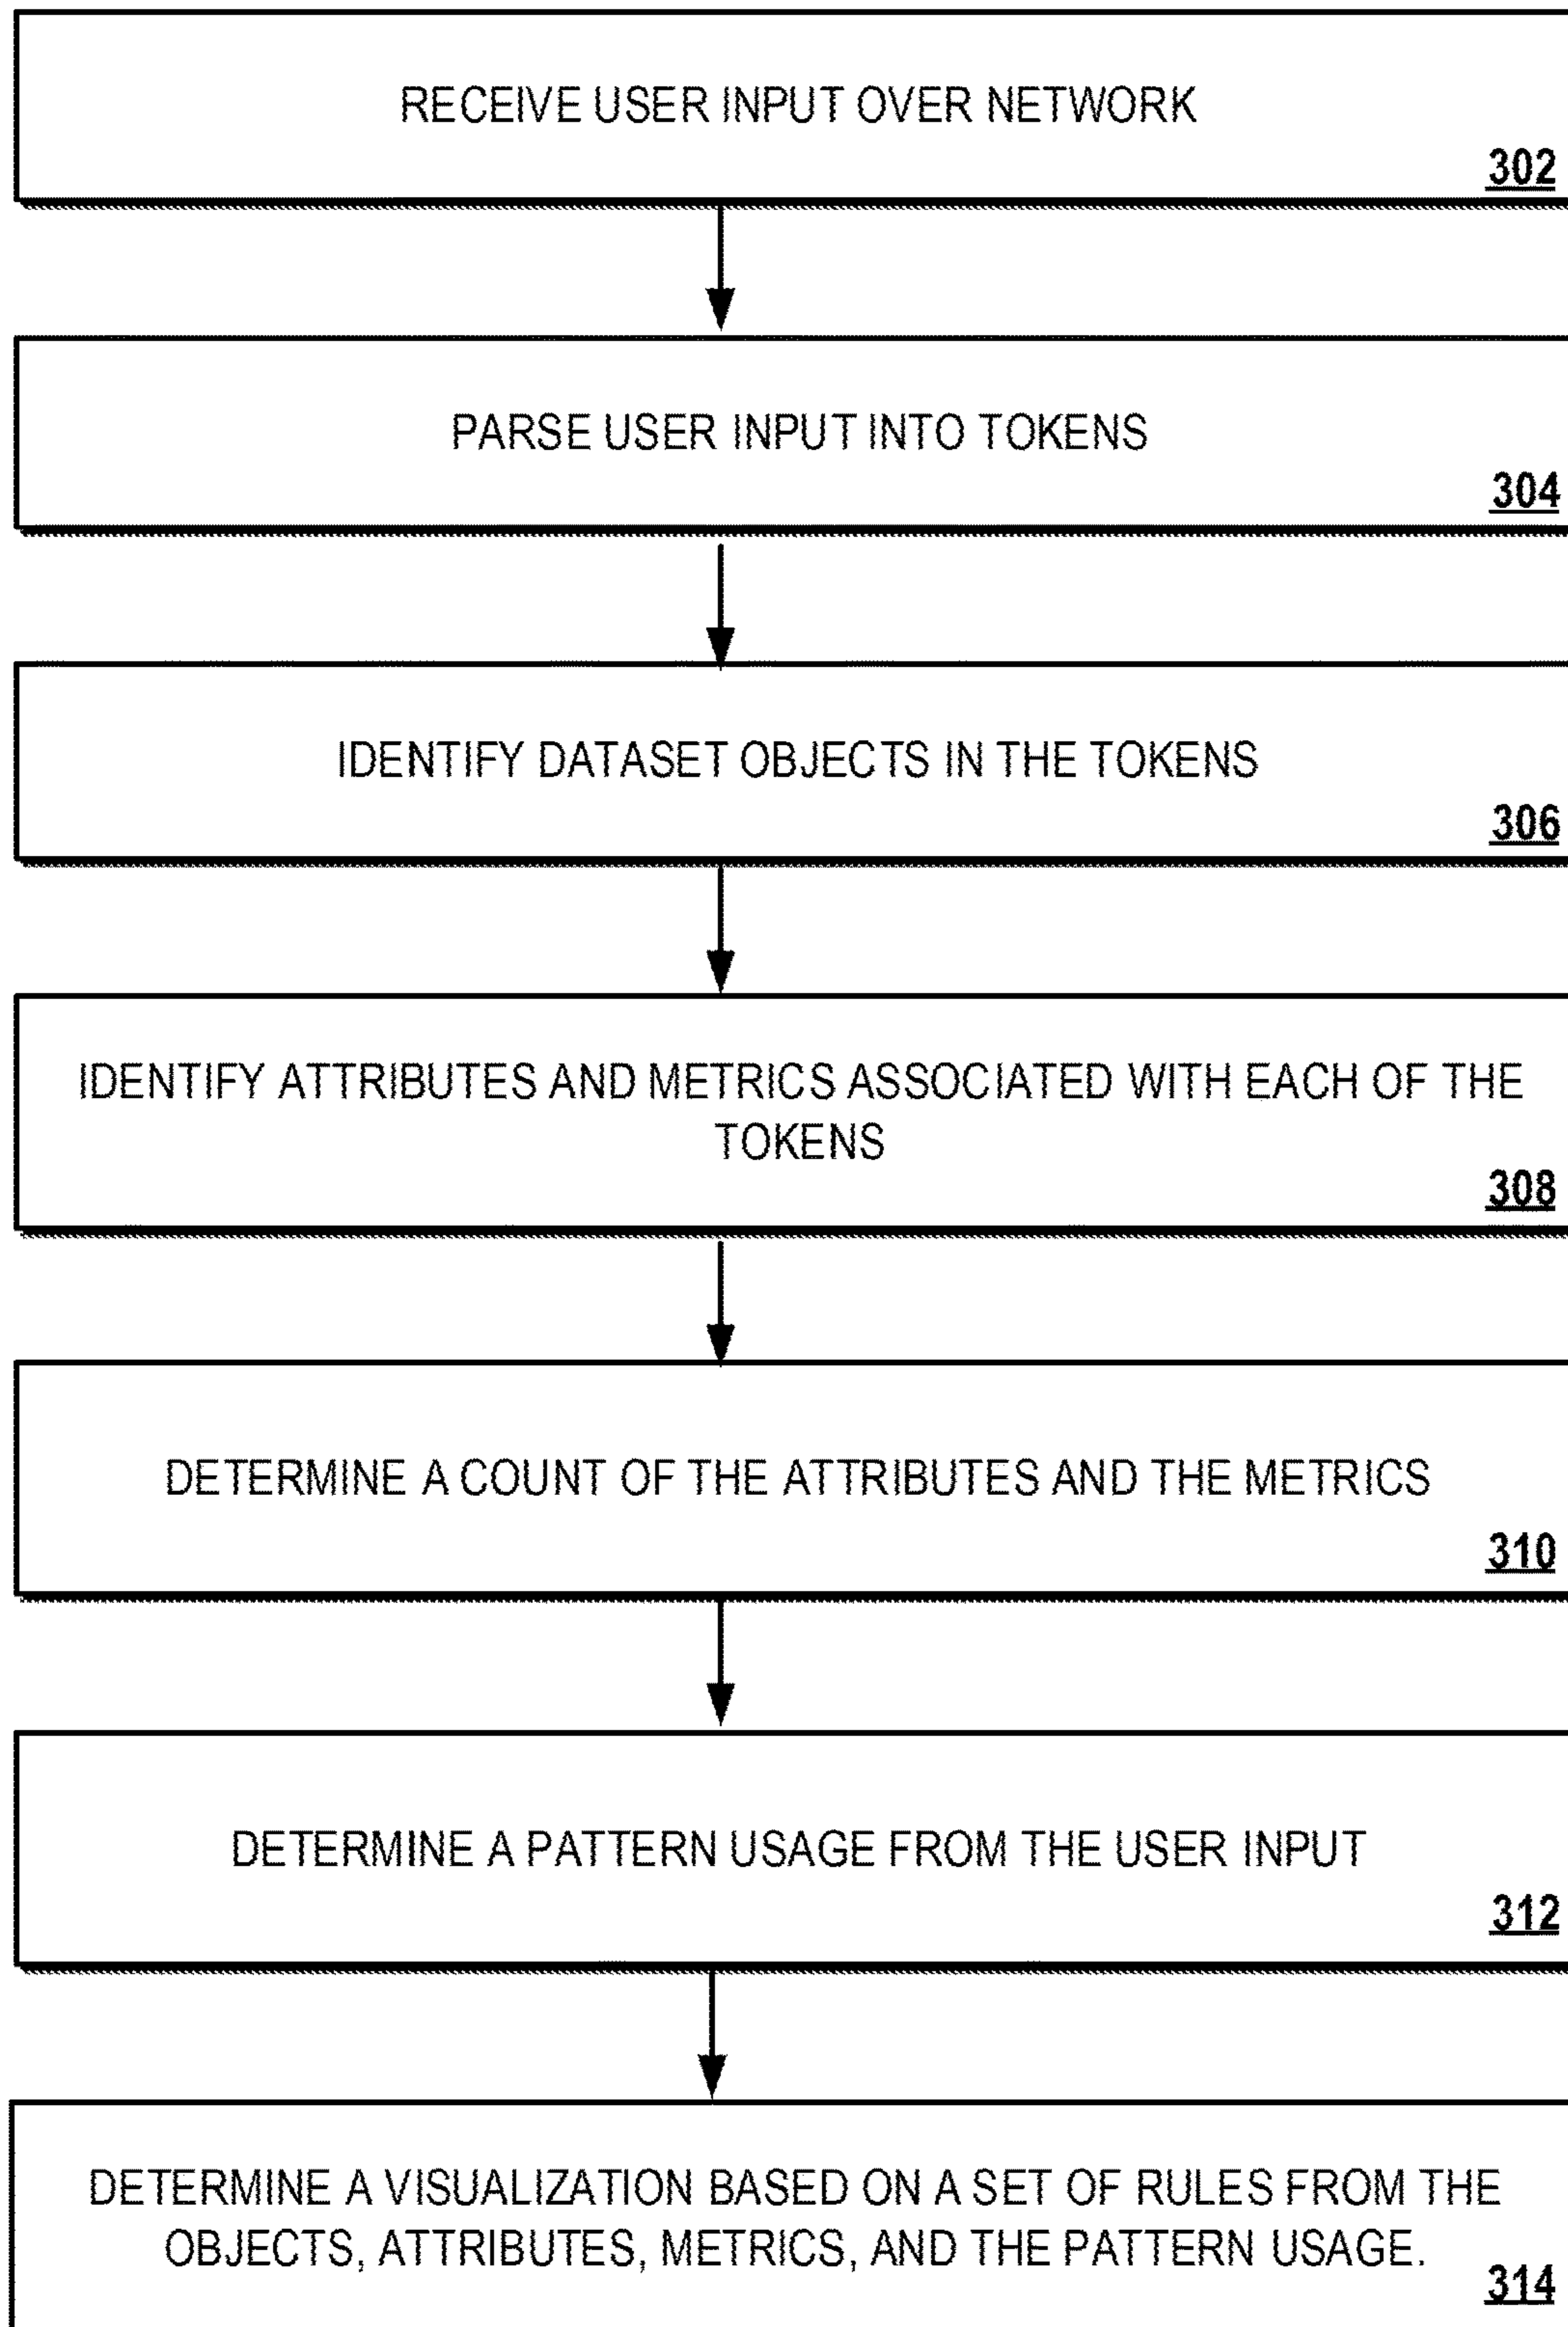 RECEIVE USER INPUT OVER NETWORK
302
PARSE USER INPUT INTO TOKENS
304
IDENTIFY DATASET OBJECTS IN THE TOKENS
306
IDENTIFY ATTRIBUTES AND METRICS ASSOCIATED WITH EACH OF THE
TOKENS
308
DETERMINE A COUNT OF THE ATTRIBUTES AND THE METRICS
310
DETERMINE A PATTERN USAGE FROM THE USER INPUT
312
DETERMINE A VISUALIZATION BASED ON A SET OF RULES FROM THE
OBJECTS, ATTRIBUTES, METRICS, AND THE PATTERN USAGE.
314